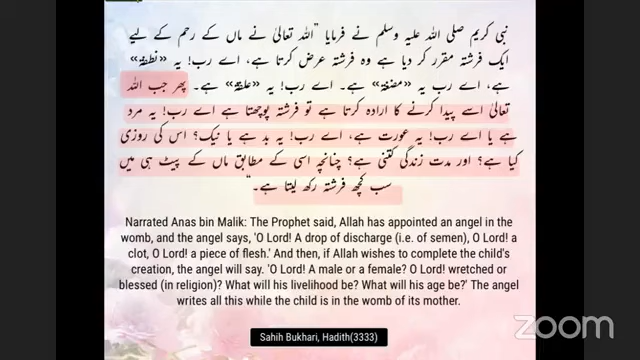 نبی کریم صلی اللہ علیہ وسلم نے فرمایا "اللہ تعالیٰ نے ماں کے رحم کے لیے
ایک فرشتہ مقرر کر دیا ہے وہ فرشتہ عرض کرتا ہے، اے رب! یہ «نطفة»
ہے، اے رب یہ «مضغة» ہے۔ اے رب! یہ «علقة» ہے۔ پھر جب اللہ
تعالیٰ اسے پیدا کرنے کا ارادہ کرتا ہے تو فرشتہ پوچھتا ہے اے رب! یہ مرد
ہے یا اے رب! یہ عورت ہے، اے رب! یہ بد ہے یا نیک؟ اس کی روزی
کیا ہے؟ اور مدت زندگی کتنی ہے؟ چنانچہ اسی کے مطابق ماں کے پیٹ ہی میں
سب کچھ فرشتہ لکھ لیتا ہے۔"
Narrated Anas bin Malik: The Prophet said, Allah has appointed an angel in the
womb, and the angel says, 'O Lord! A drop of discharge (i.e. of semen), O Lord! a
clot, O Lord! a piece of flesh.' And then, if Allah wishes to complete the child's
creation, the angel will say. 'O Lord! A male or a female? O Lord! wretched or
blessed (in religion)? What will his livelihood be? What will his age be?' The angel
writes all this while the child is in the womb of its mother.
Sahih Bukhari, Hadith(3333)
zoom